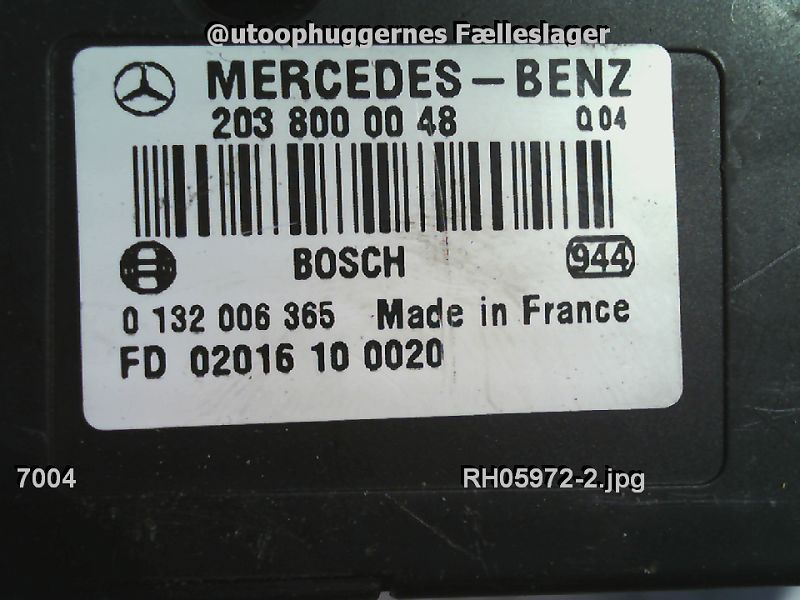 @utoophuggernes Fælleslager
MERCEDES-BENZ
203 800 00 48 Q04
BOSCH 944
0 132 006 365 Made in France
FD 02016 10 0020
7004 RH05972-2.jpg